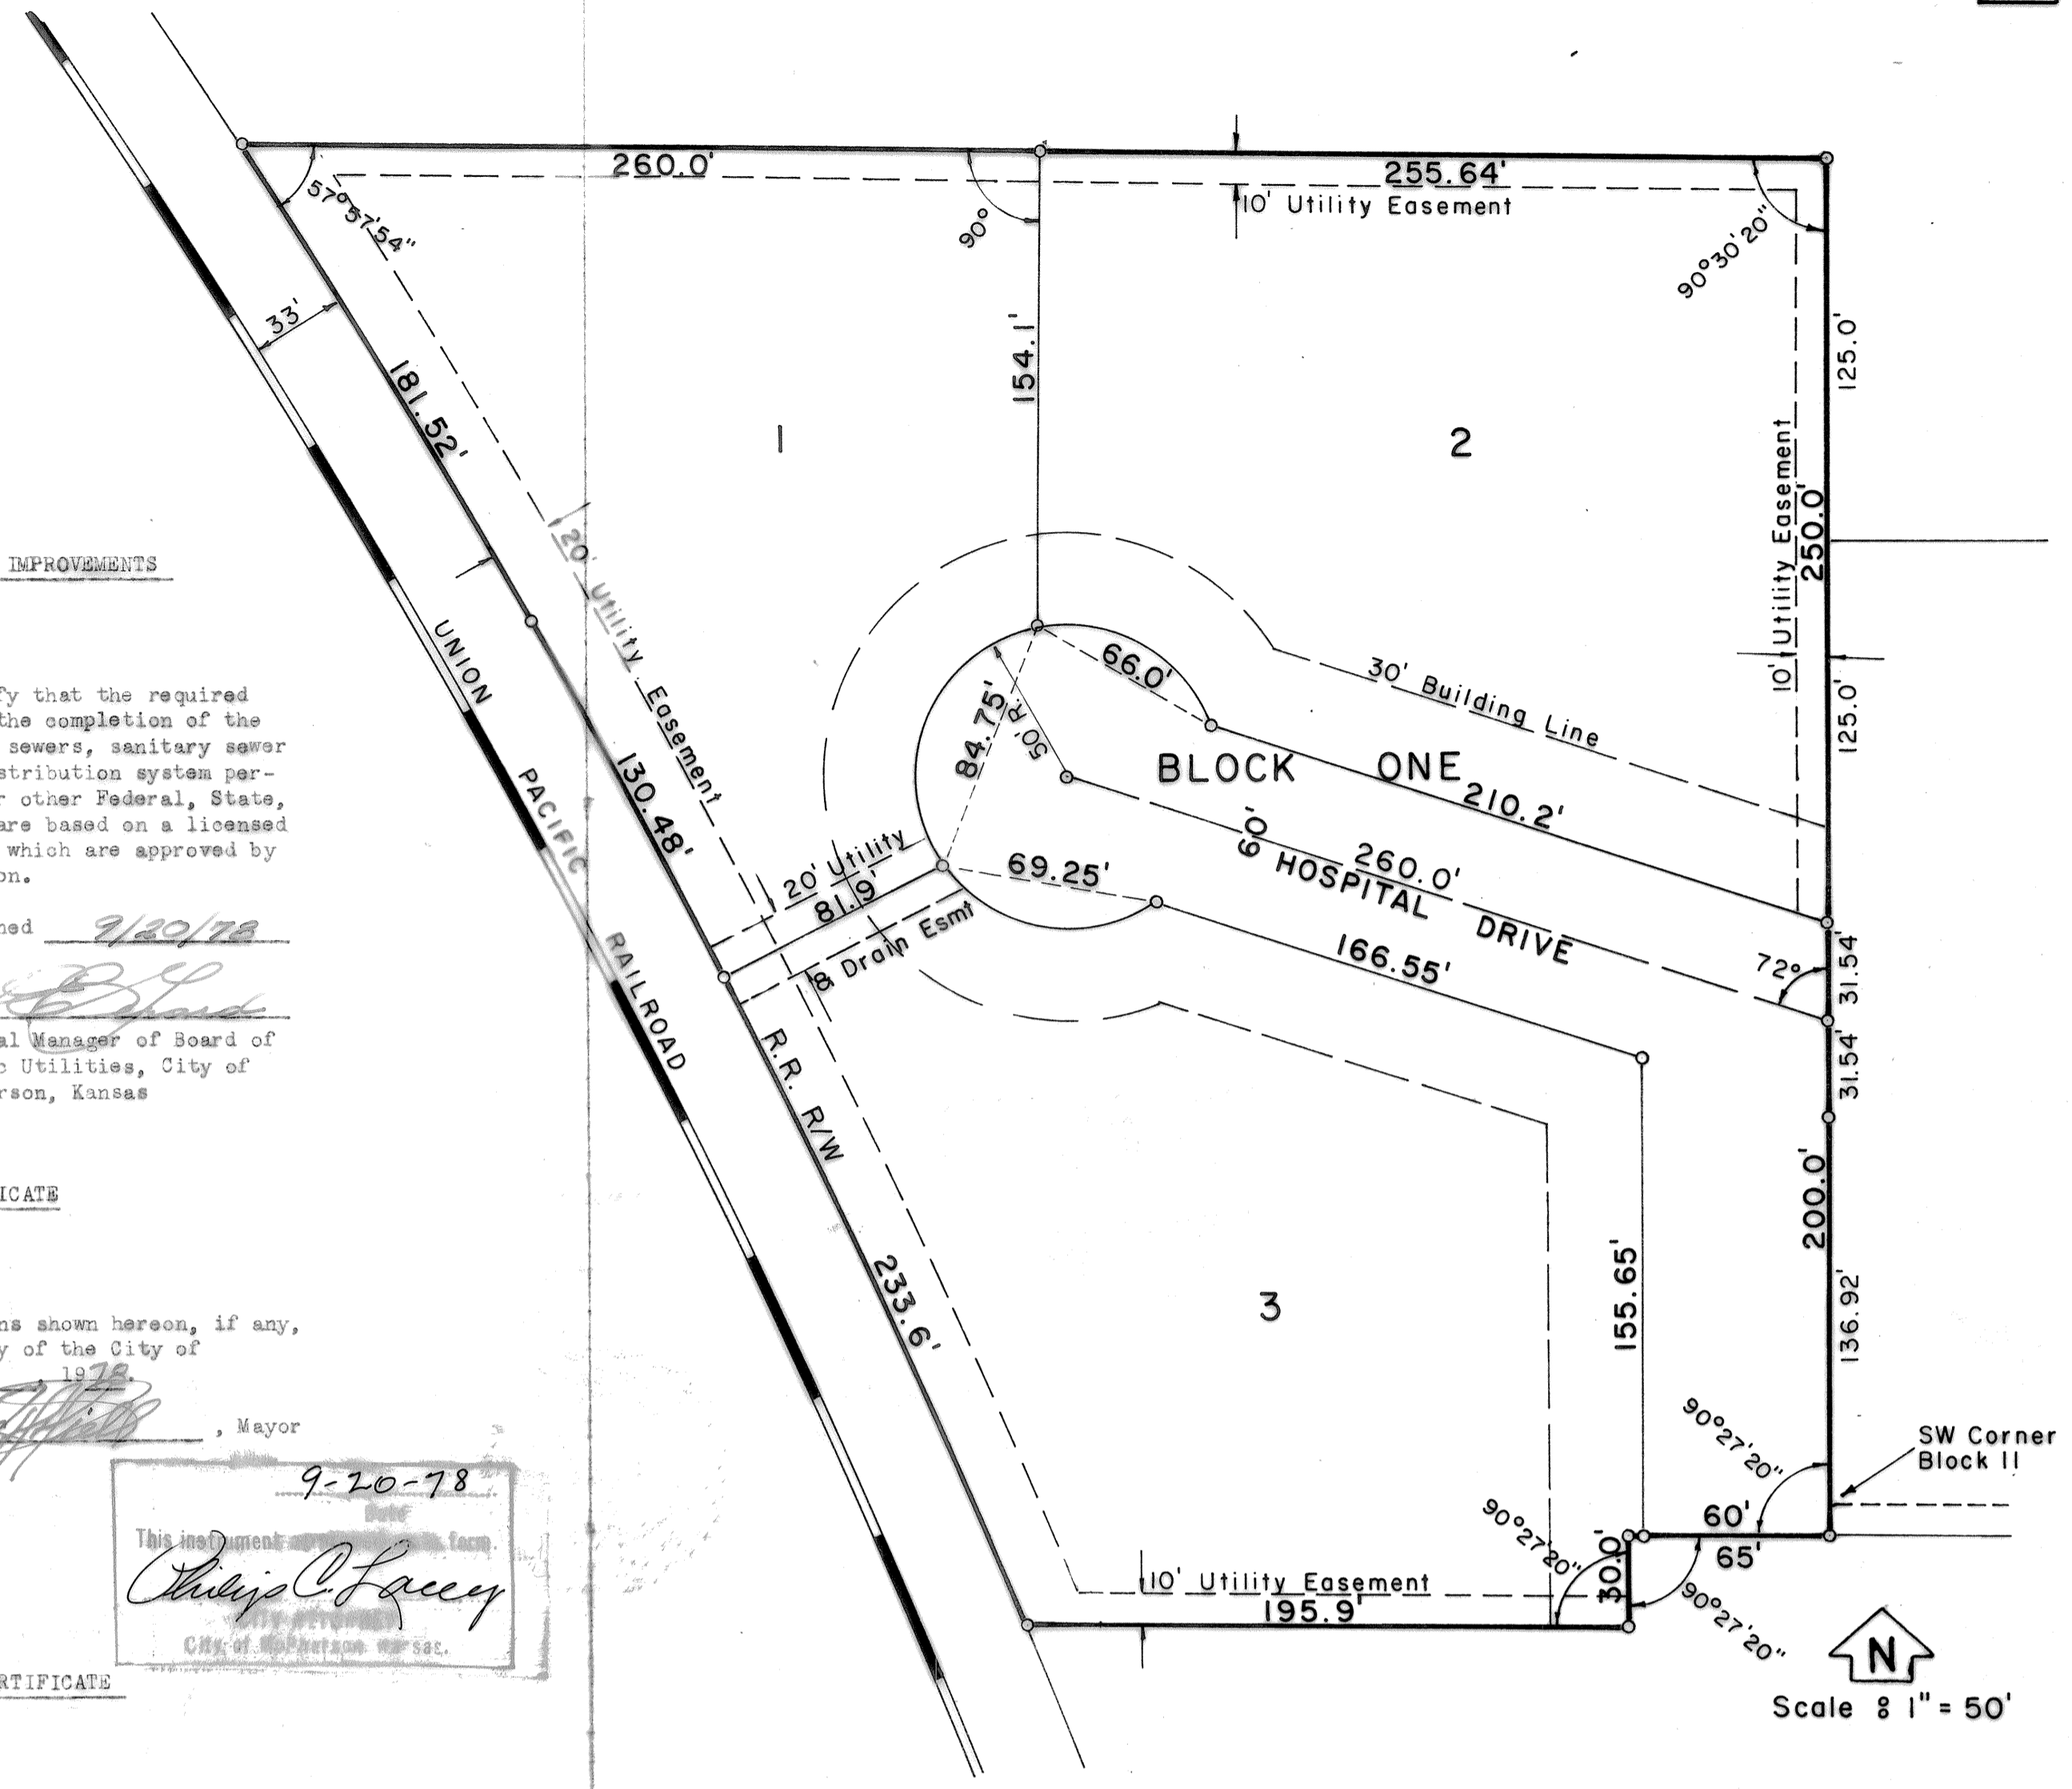 260.0'
255.64'
10' Utility Easement
57°57'54"
90°
90°30'20"
33'
181.52'
154.1'
125.0'
1
2
10' Utility Easement
250.0'
20' Utility Easement
IMPROVEMENTS
UNION PACIFIC RAILROAD
66.0'
30' Building Line
125.0'
84.75'
50' R.
BLOCK ONE
210.2'
130.48'
60' HOSPITAL DRIVE
260.0'
20' Utility
& Drain Esmt
81.9'
69.25'
166.55'
72°
31.54'
31.54'
fy that the required
the completion of the
sewers, sanitary sewer
stribution system per-
r other Federal, State,
are based on a licensed
which are approved by
on.
ned 9/20/78
al Manager of Board of
c Utilities, City of
rson, Kansas
R.R. R/W
ICATE
200.0'
233.6'
3
155.65'
136.92'
ns shown hereon, if any,
y of the City of
, 1978.
, Mayor
90°27'20"
SW Corner
Block 11
9-20-78
Date
This instrument
form.
Philip C. Lacey
City of McPherson Kansas.
60'
65'
90°27'20"
30.0'
90°27'20"
10' Utility Easement
195.9'
N
Scale : 1" = 50'
RTIFICATE